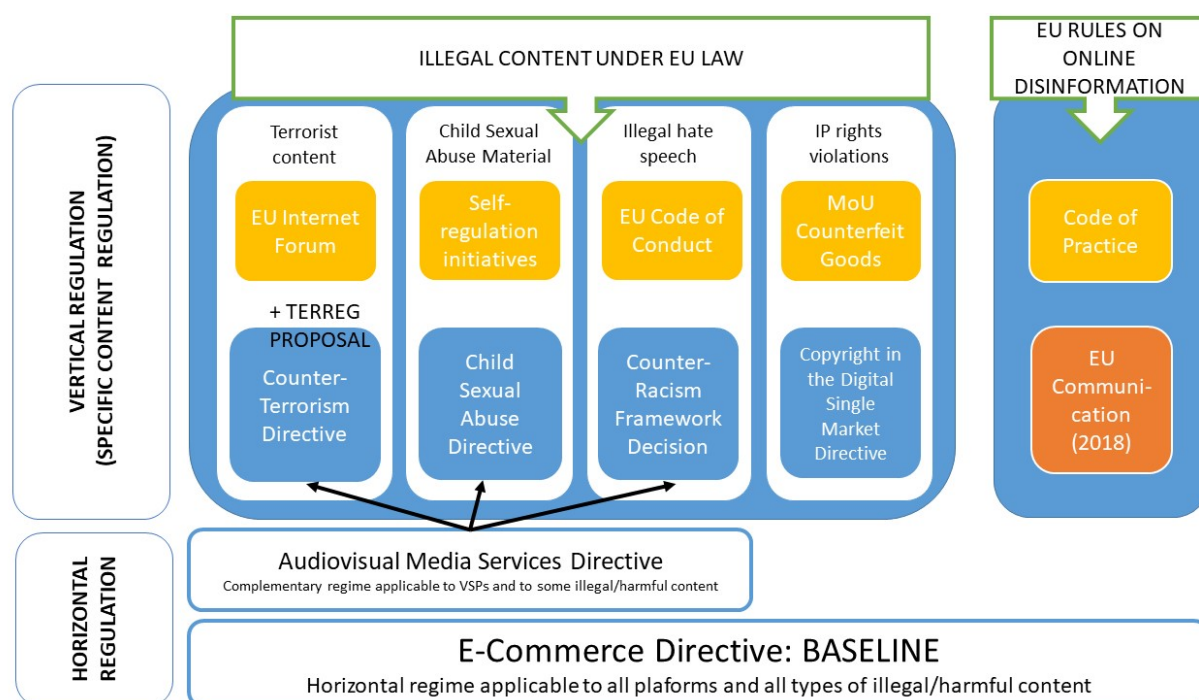 ILLEGAL CONTENT UNDER EU LAW
EU RULES ON
ONLINE
DISINFORMATION
VERTICAL REGULATION
(SPECIFIC CONTENT  REGULATION)
Terrorist
content
EU Internet
Forum
+ TERREG
PROPOSAL
Counter-
Terrorism
Directive
Child Sexual
Abuse Material
Self-
regulation
initiatives
Child
Sexual
Abuse
Directive
Illegal hate
speech
EU Code of
Conduct
Counter-
Racism
Framework
Decision
IP rights
violations
MoU
Counterfeit
Goods
Copyright in
the Digital
Single
Market
Directive
Code of
Practice
EU
Communi-
cation
(2018)
HORIZONTAL
REGULATION
Audiovisual Media Services Directive
Complementary regime applicable to VSPs and to some illegal/harmful content
E-Commerce Directive: BASELINE
Horizontal regime applicable to all plaforms and all types of illegal/harmful content